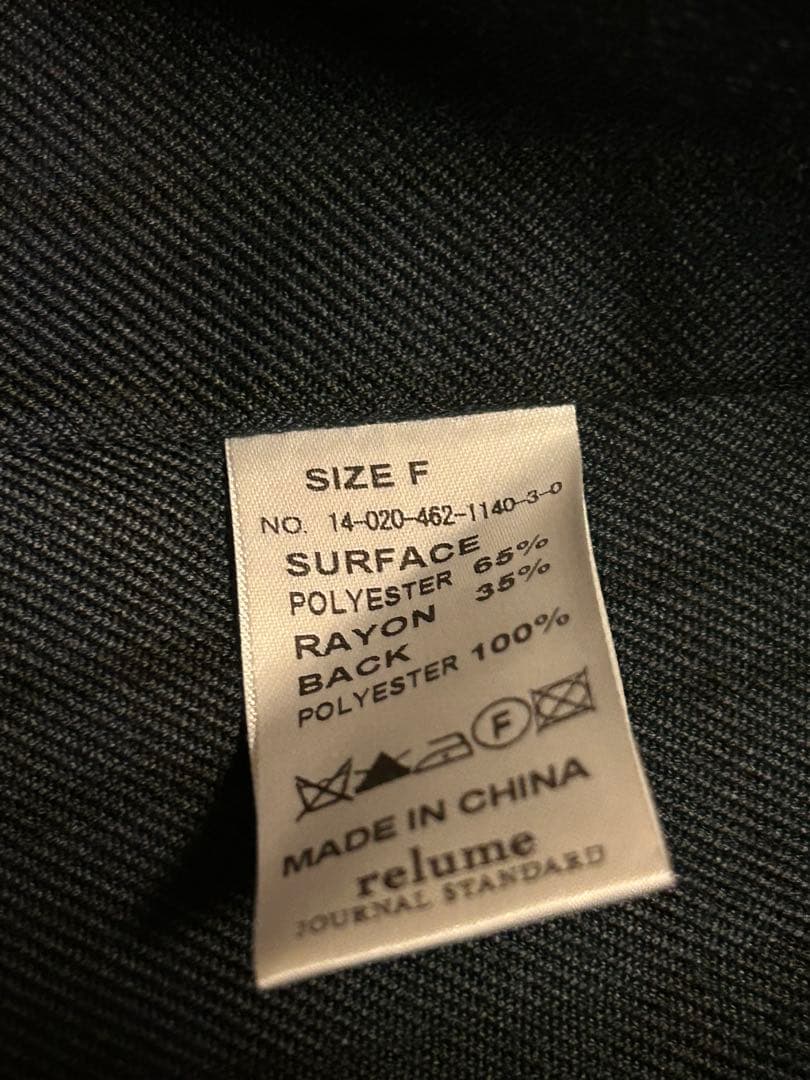 SIZE F
NO. 14-020-462-1140-3-0
SURFACE
POLYESTER 65%
RAYON 35%
BACK
POLYESTER 100%
F
MADE IN CHINA
relume
JOURNAL STANDARD